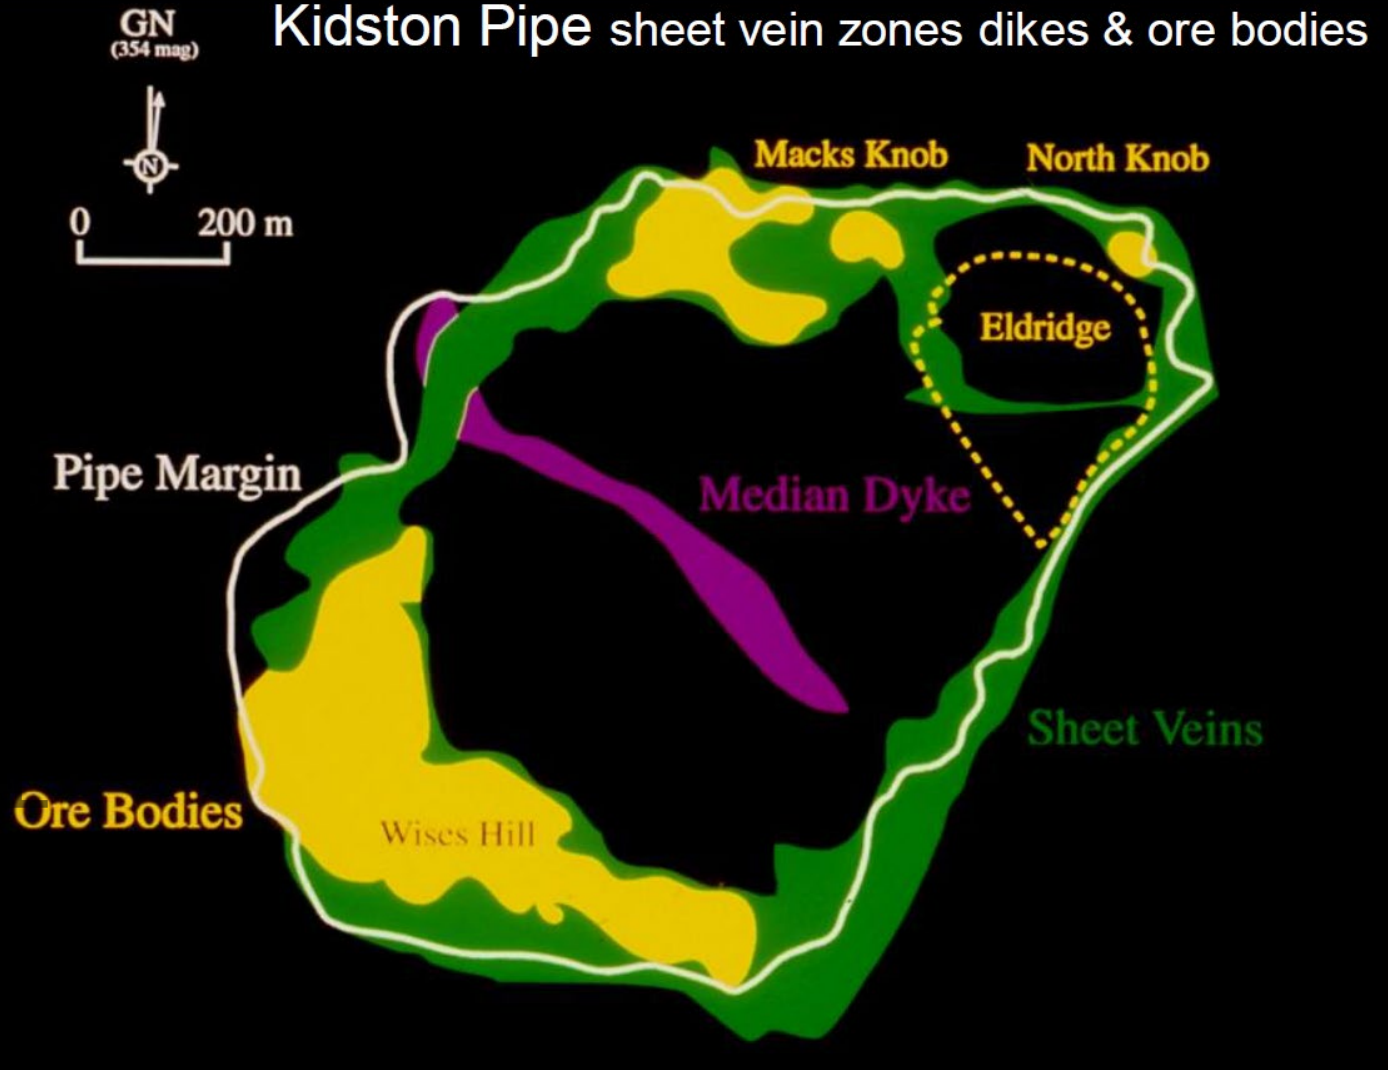 GN
(354 mag)
Kidston Pipe sheet vein zones dikes & ore bodies
N
0 200 m
Macks Knob
North Knob
Eldridge
Pipe Margin
Median Dyke
Sheet Veins
Ore Bodies
Wises Hill